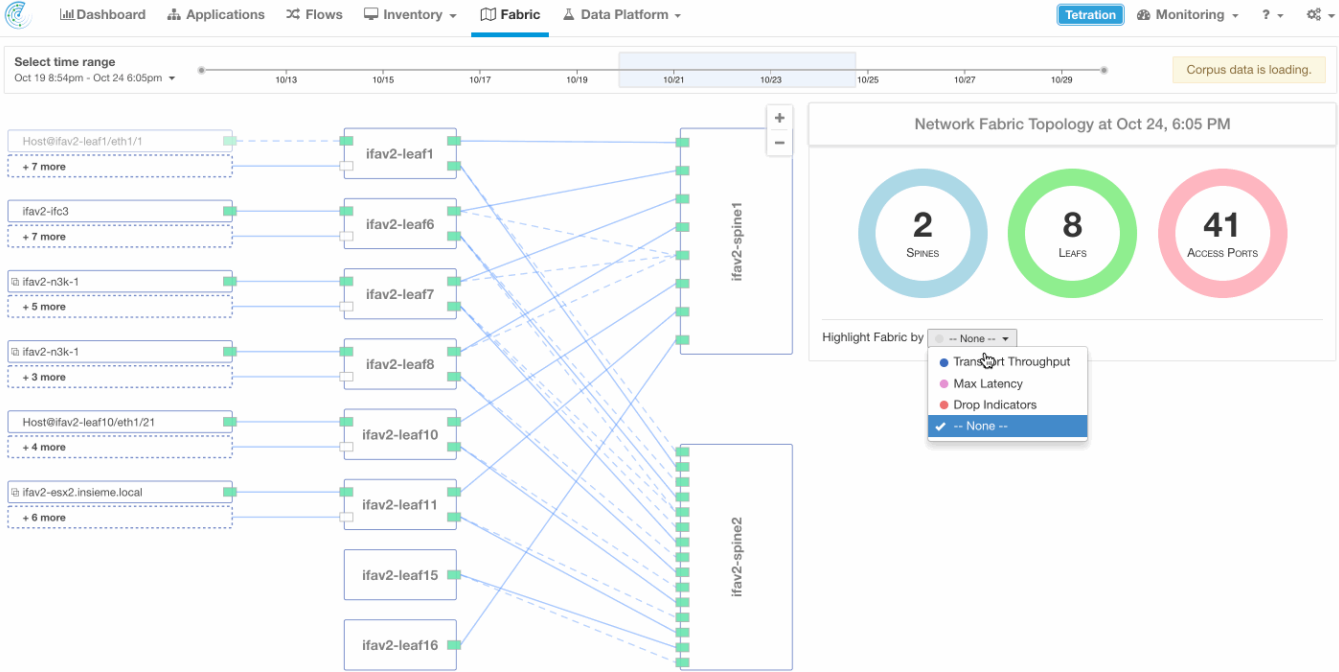 Dashboard Applications Flows Inventory Fabric Data Platform Tetration Monitoring ?
Select time range
Oct 19 8:54pm - Oct 24 6:05pm
10/13 10/15 10/17 10/19 10/21 10/23 10/25 10/27 10/29
Corpus data is loading.
Host@ifav2-leaf1/eth1/1
+ 7 more
ifav2-leaf1
ifav2-ifc3
+ 7 more
ifav2-leaf6
ifav2-n3k-1
+ 5 more
ifav2-leaf7
ifav2-n3k-1
+ 3 more
ifav2-leaf8
Host@ifav2-leaf10/eth1/21
+ 4 more
ifav2-leaf10
ifav2-esx2.insieme.local
+ 6 more
ifav2-leaf11
ifav2-leaf15
ifav2-leaf16
+
−
ifav2-spine1
ifav2-spine2
Network Fabric Topology at Oct 24, 6:05 PM
2
SPINES
8
LEAFS
41
ACCESS PORTS
Highlight Fabric by -- None --
Throughput
Max Latency
Drop Indicators
-- None --